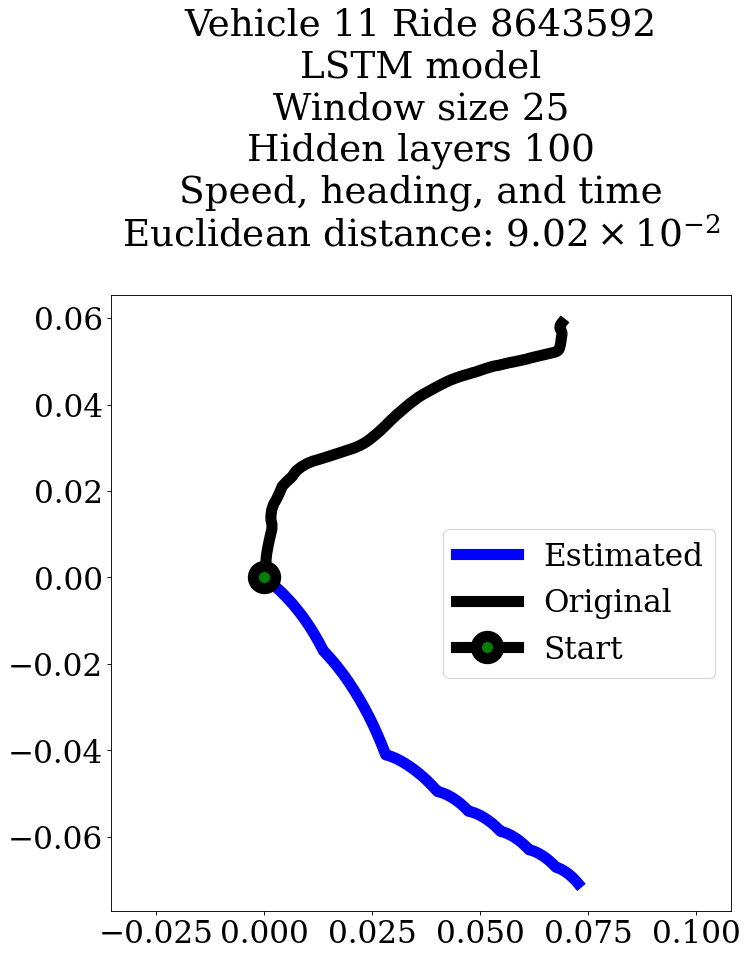 Vehicle 11 Ride 8643592
LSTM model
Window size 25
Hidden layers 100
Speed, heading, and time
Euclidean distance: 9.02 × 10⁻²
0.06
0.04
0.02
0.00
−0.02
−0.04
−0.06
Estimated
Original
Start
−0.025 0.000 0.025 0.050 0.075 0.100